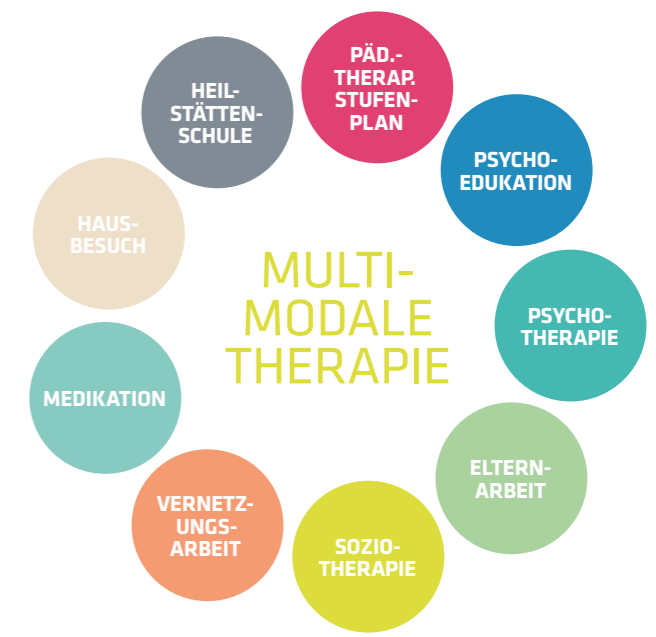 PÄD.-
THERAP.
STUFEN-
PLAN
PSYCHO-
EDUKATION
PSYCHO-
THERAPIE
ELTERN-
ARBEIT
SOZIO-
THERAPIE
VERNETZ-
UNGS-
ARBEIT
MEDIKATION
HAUS-
BESUCH
HEIL-
STÄTTEN-
SCHULE
MULTI-
MODALE
THERAPIE